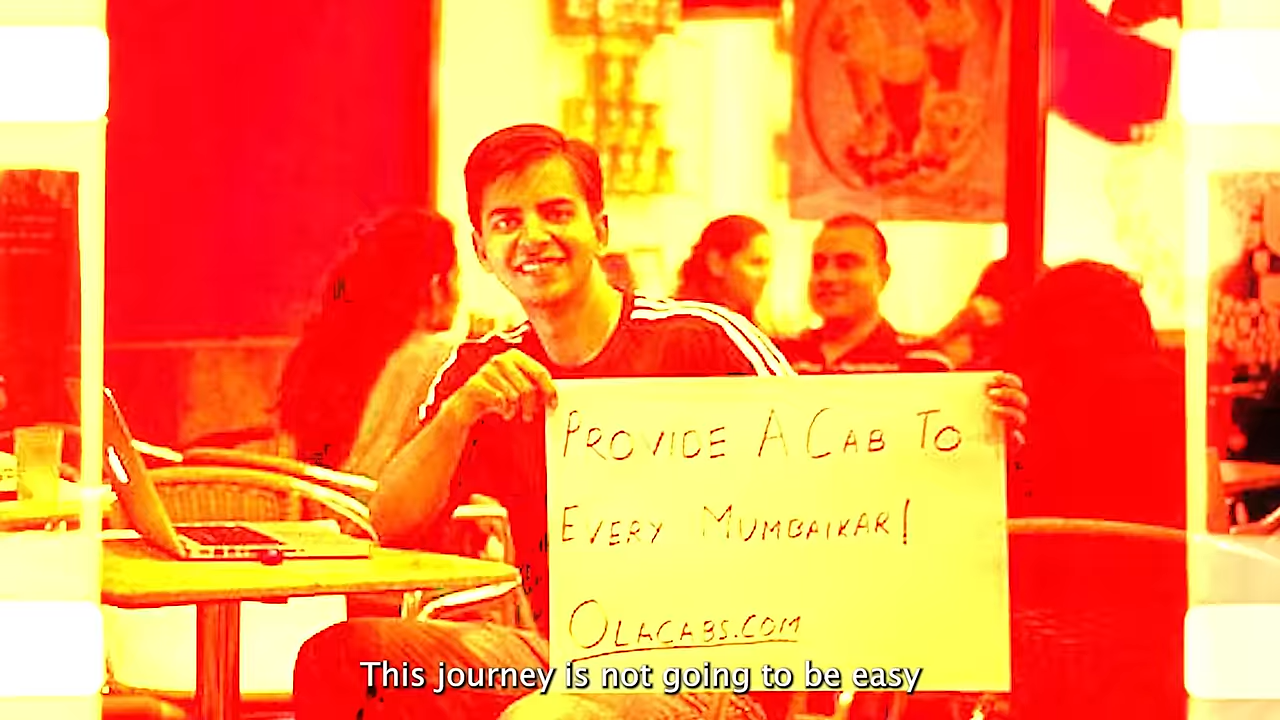 PROVIDE A CAB TO
EVERY MUMBAIKAR!
OLACABS.COM
This journey is not going to be easy